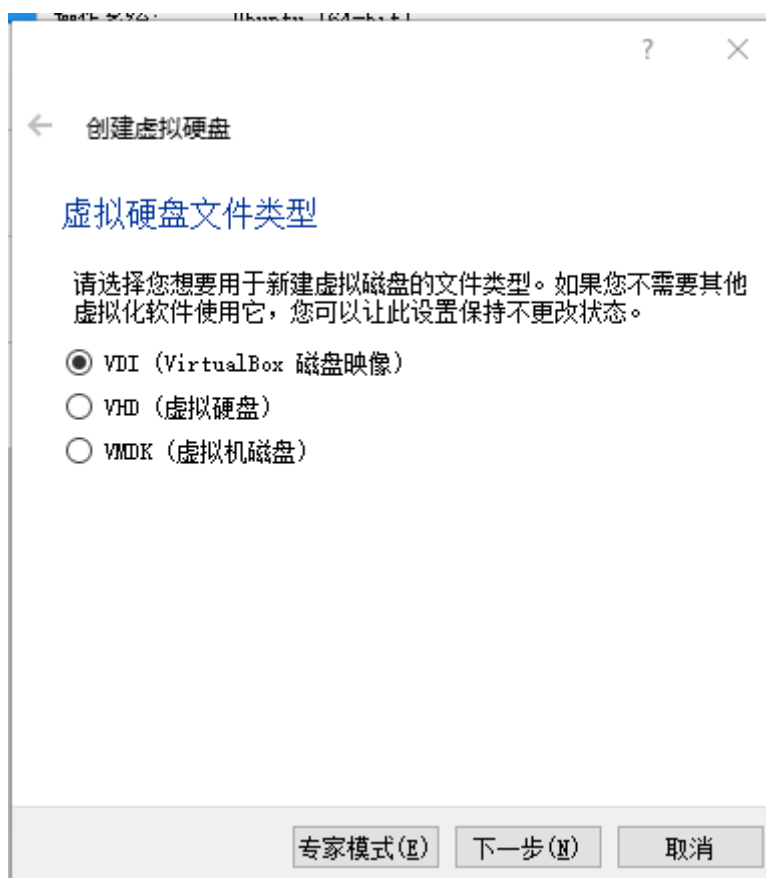 Ubuntu (64-bit)
?
创建虚拟硬盘
虚拟硬盘文件类型
请选择您想要用于新建虚拟磁盘的文件类型。如果您不需要其他
虚拟化软件使用它，您可以让此设置保持不更改状态。
VDI (VirtualBox 磁盘映像)
VHD (虚拟硬盘)
VMDK (虚拟机磁盘)
专家模式(E) 下一步(N) 取消